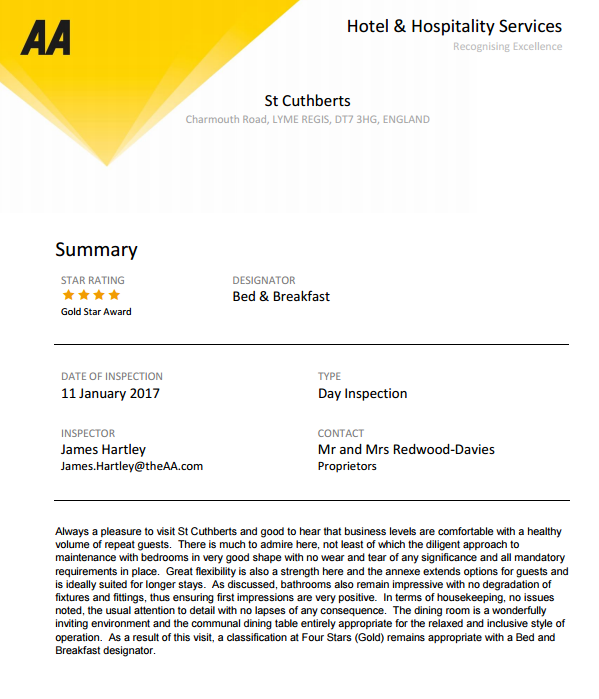 AA
Hotel & Hospitality Services
Recognising Excellence
St Cuthberts
Charmouth Road, LYME REGIS, DT7 3HG, ENGLAND
Summary
STAR RATING
DESIGNATOR
Bed & Breakfast
Gold Star Award
DATE OF INSPECTION
TYPE
11 January 2017
Day Inspection
INSPECTOR
CONTACT
James Hartley
Mr and Mrs Redwood-Davies
James.Hartley@theAA.com
Proprietors
Always a pleasure to visit St Cuthberts and good to hear that business levels are comfortable with a healthy
volume of repeat guests. There is much to admire here, not least of which the diligent approach to
maintenance with bedrooms in very good shape with no wear and tear of any significance and all mandatory
requirements in place. Great flexibility is also a strength here and the annexe extends options for guests and
is ideally suited for longer stays. As discussed, bathrooms also remain impressive with no degradation of
fixtures and fittings, thus ensuring first impressions are very positive. In terms of housekeeping, no issues
noted, the usual attention to detail with no lapses of any consequence. The dining room is a wonderfully
inviting environment and the communal dining table entirely appropriate for the relaxed and inclusive style of
operation. As a result of this visit, a classification at Four Stars (Gold) remains appropriate with a Bed and
Breakfast designator.